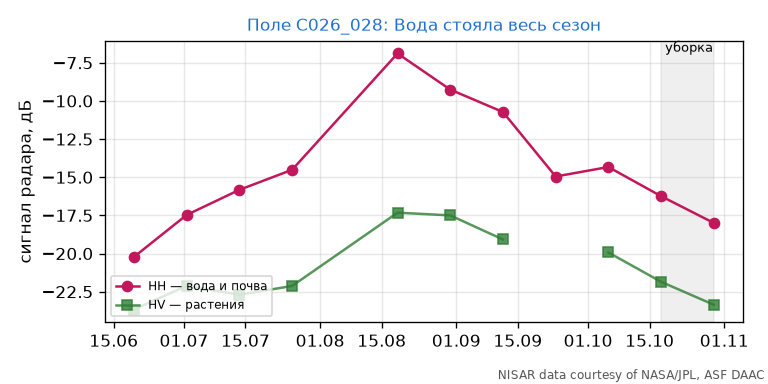 Поле C026_028: Вода стояла весь сезон
уборка
сигнал радара, дБ
−7.5
−10.0
−12.5
−15.0
−17.5
−20.0
−22.5
HH — вода и почва
HV — растения
15.06 01.07 15.07 01.08 15.08 01.09 15.09 01.10 15.10 01.11
NISAR data courtesy of NASA/JPL, ASF DAAC